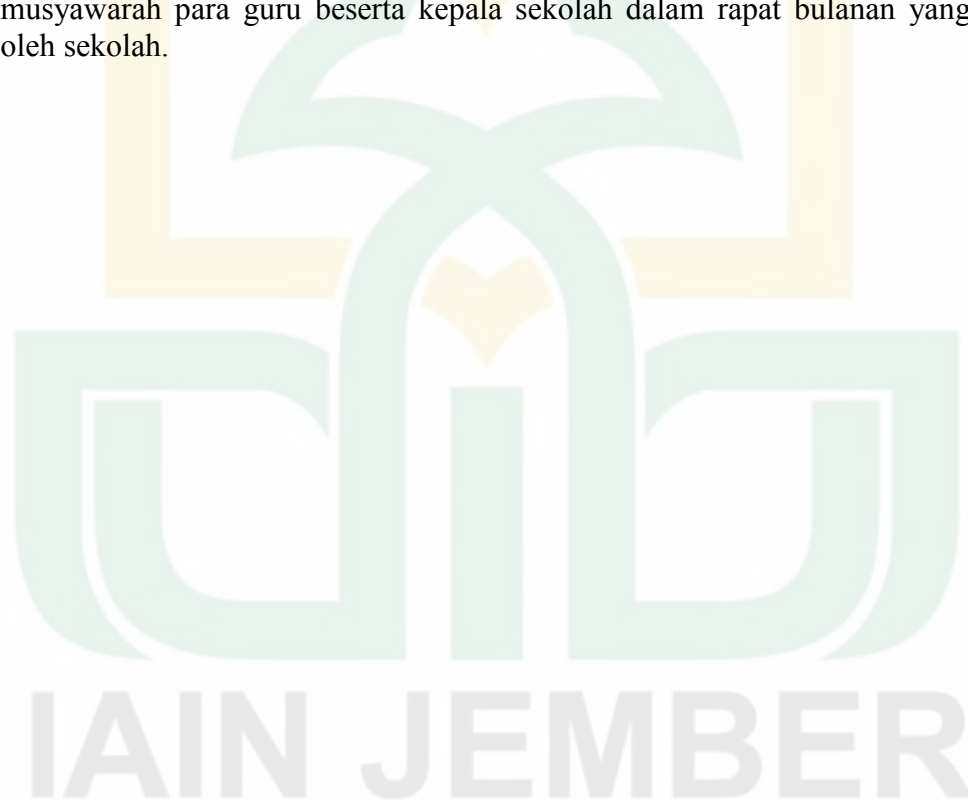 musyawarah para guru beserta kepala sekolah dalam rapat bulanan yang
oleh sekolah.
IAIN JEMBER